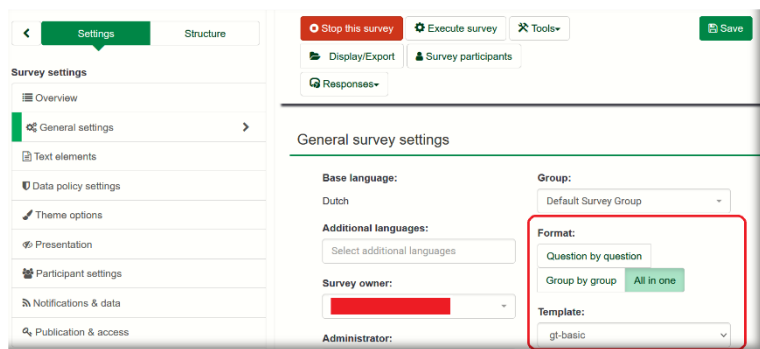 Settings
Structure
Survey settings
Overview
General settings
Text elements
Data policy settings
Theme options
Presentation
Participant settings
Notifications & data
Publication & access
Stop this survey
Execute survey
Tools
Save
Display/Export
Survey participants
Responses
General survey settings
Base language:
Dutch
Additional languages:
Select additional languages
Survey owner:
Administrator:
Group:
Default Survey Group
Format:
Question by question
Group by group
All in one
Template:
gt-basic